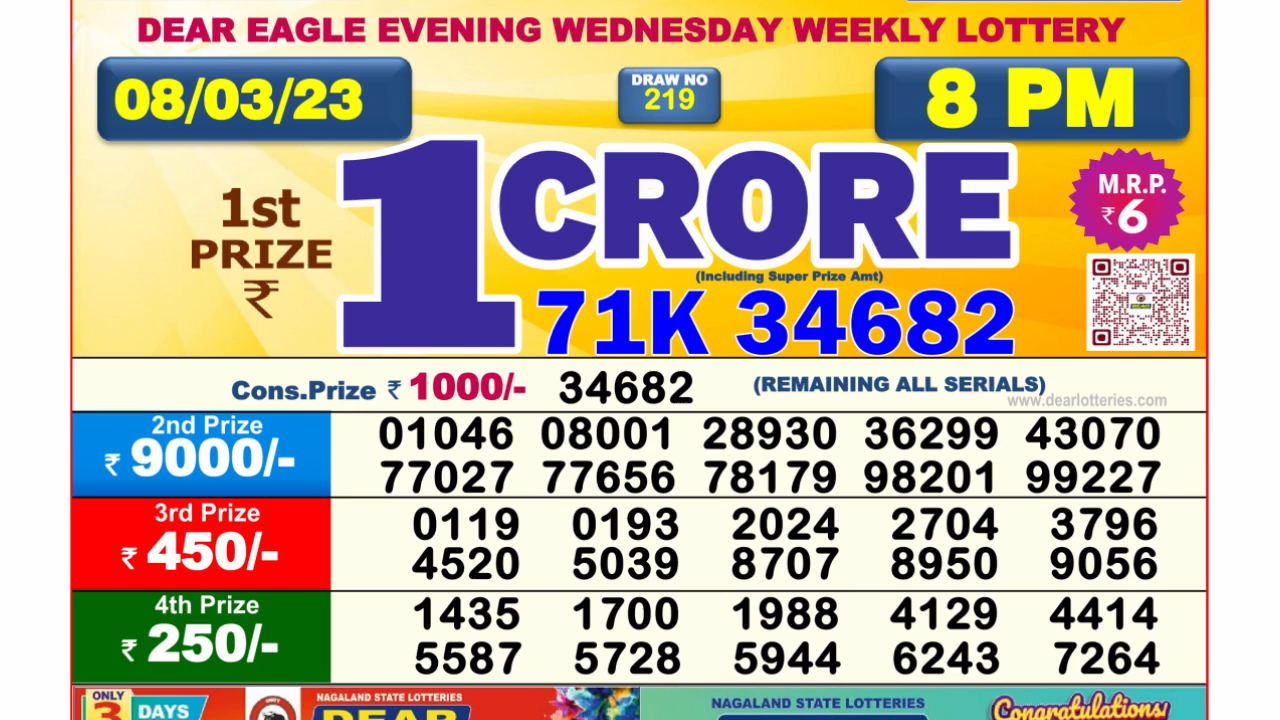 DEAR EAGLE EVENING WEDNESDAY WEEKLY LOTTERY
08/03/23
DRAW NO
219
8 PM
1st
PRIZE
₹
1 CRORE
(Including Super Prize Amt)
71K 34682
M.R.P.
₹ 6
Cons.Prize ₹ 1000/- 34682 (REMAINING ALL SERIALS)
www.dearlotteries.com
2nd Prize
₹ 9000/-
01046 08001 28930 36299 43070
77027 77656 78179 98201 99227
3rd Prize
₹ 450/-
0119 0193 2024 2704 3796
4520 5039 8707 8950 9056
4th Prize
₹ 250/-
1435 1700 1988 4129 4414
5587 5728 5944 6243 7264
ONLY
3 DAYS
NAGALAND STATE LOTTERIES
DEAR
NAGALAND STATE LOTTERIES
Congratulations